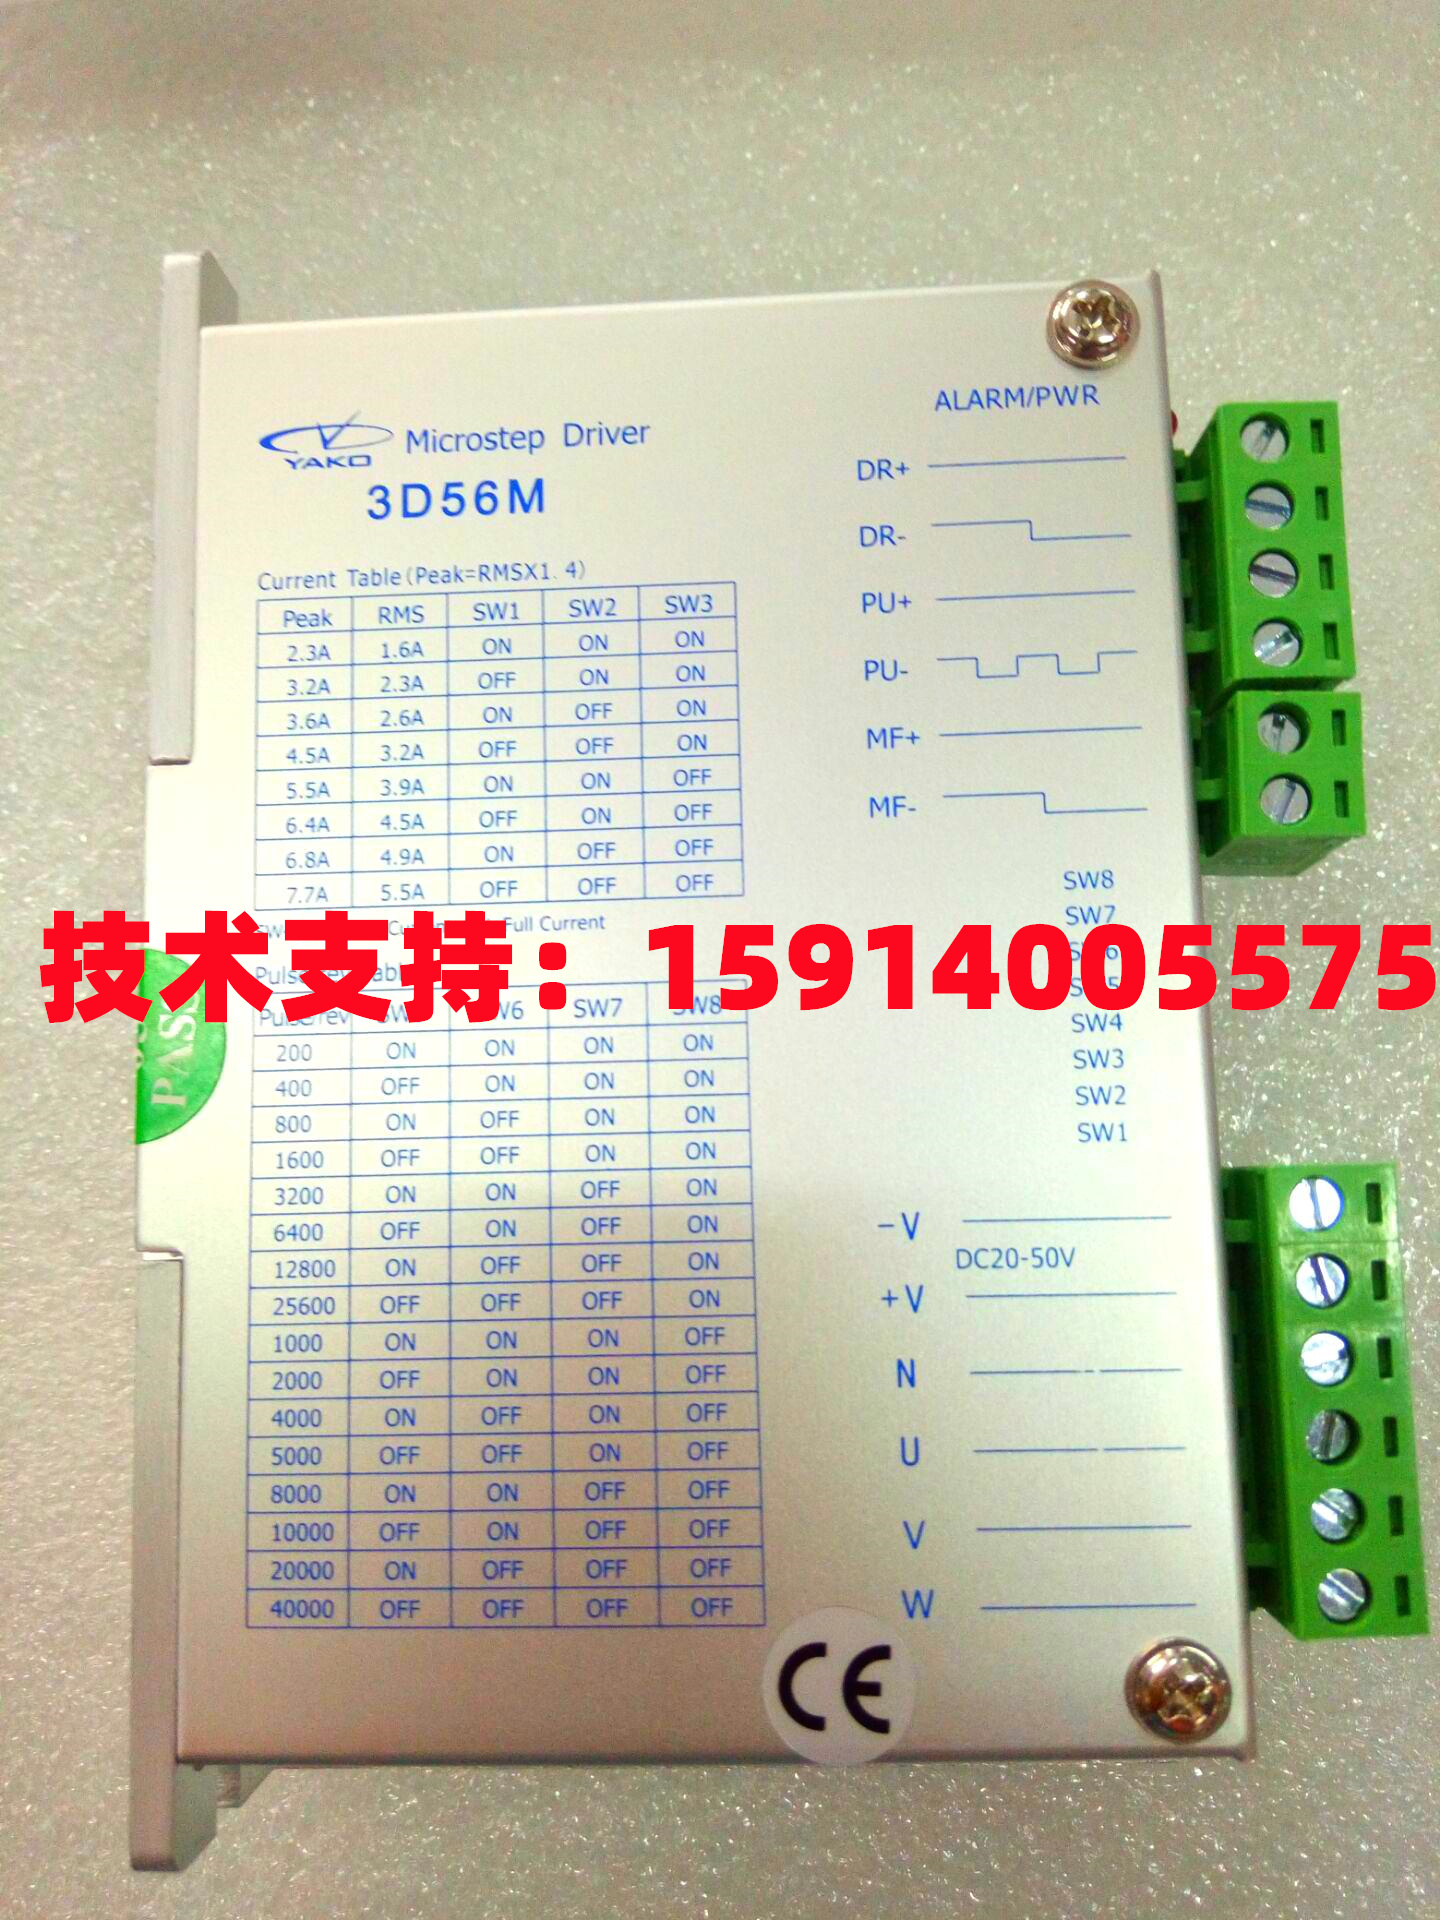 YAKO Microstep Driver
3D56M
Current Table(Peak=RMSX1.4)
Peak RMS SW1 SW2 SW3
2.3A 1.6A ON ON ON
3.2A 2.3A OFF ON ON
3.6A 2.6A ON OFF ON
4.5A 3.2A OFF OFF ON
5.5A 3.9A ON ON OFF
6.4A 4.5A OFF ON OFF
6.8A 4.9A ON OFF OFF
7.7A 5.5A OFF OFF OFF
Full Current
技术支持：15914005575
Pulse/rev SW7 SW8
200 ON ON ON ON
400 OFF ON ON ON
800 ON OFF ON ON
1600 OFF OFF ON ON
3200 ON ON OFF ON
6400 OFF ON OFF ON
12800 ON OFF OFF ON
25600 OFF OFF OFF ON
1000 ON ON ON OFF
2000 OFF ON ON OFF
4000 ON OFF ON OFF
5000 OFF OFF ON OFF
8000 ON ON OFF OFF
10000 OFF ON OFF OFF
20000 ON OFF OFF OFF
40000 OFF OFF OFF OFF
ALARM/PWR
DR+
DR-
PU+
PU-
MF+
MF-
SW8
SW7
SW4
SW3
SW2
SW1
-V
DC20-50V
+V
N
U
V
W
PASS
CE